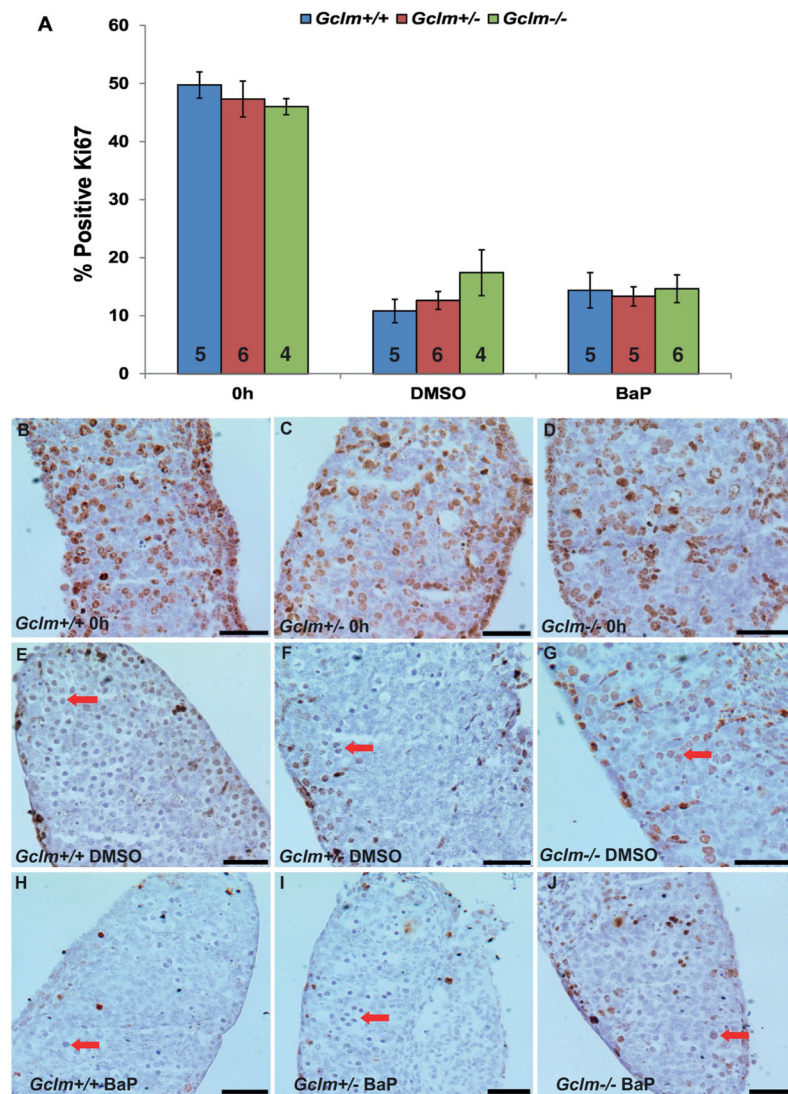 A
Gclm+/+ Gclm+/- Gclm-/-
% Positive Ki67
60
50
40
30
20
10
0
5 6 4 5 6 4 5 5 6
0h DMSO BaP
B C D
Gclm+/+ 0h Gclm+/- 0h Gclm-/- 0h
E F G
Gclm+/+ DMSO Gclm+/- DMSO Gclm-/- DMSO
H I J
Gclm+/+ BaP Gclm+/- BaP Gclm-/- BaP